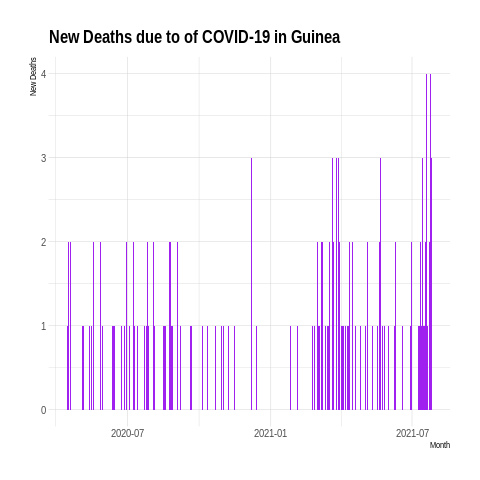 New Deaths due to of COVID-19 in Guinea
New Deaths
4
3
2
1
0
2020-07
2021-01
2021-07
Month